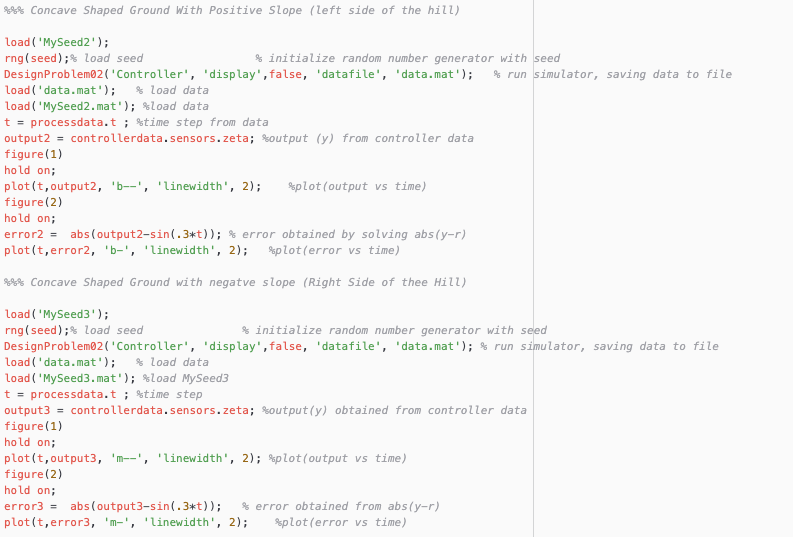 %%% Concave Shaped Ground With Positive Slope (left side of the hill)
load('MySeed2');
rng(seed);% load seed % initialize random number generator with seed
DesignProblem02('Controller', 'display',false, 'datafile', 'data.mat'); % run simulator, saving data to file
load('data.mat'); % load data
load('MySeed2.mat'); %load data
t = processdata.t ; %time step from data
output2 = controllerdata.sensors.zeta; %output (y) from controller data
figure(1)
hold on;
plot(t,output2, 'b--', 'linewidth', 2); %plot(output vs time)
figure(2)
hold on;
error2 = abs(output2-sin(.3*t)); % error obtained by solving abs(y-r)
plot(t,error2, 'b-', 'linewidth', 2); %plot(error vs time)
%%% Concave Shaped Ground with negatve slope (Right Side of thee Hill)
load('MySeed3');
rng(seed);% load seed % initialize random number generator with seed
DesignProblem02('Controller', 'display',false, 'datafile', 'data.mat'); % run simulator, saving data to file
load('data.mat'); % load data
load('MySeed3.mat'); %load MySeed3
t = processdata.t ; %time step
output3 = controllerdata.sensors.zeta; %output(y) obtained from controller data
figure(1)
hold on;
plot(t,output3, 'm--', 'linewidth', 2); %plot(output vs time)
figure(2)
hold on;
error3 = abs(output3-sin(.3*t)); % error obtained from abs(y-r)
plot(t,error3, 'm-', 'linewidth', 2); %plot(error vs time)